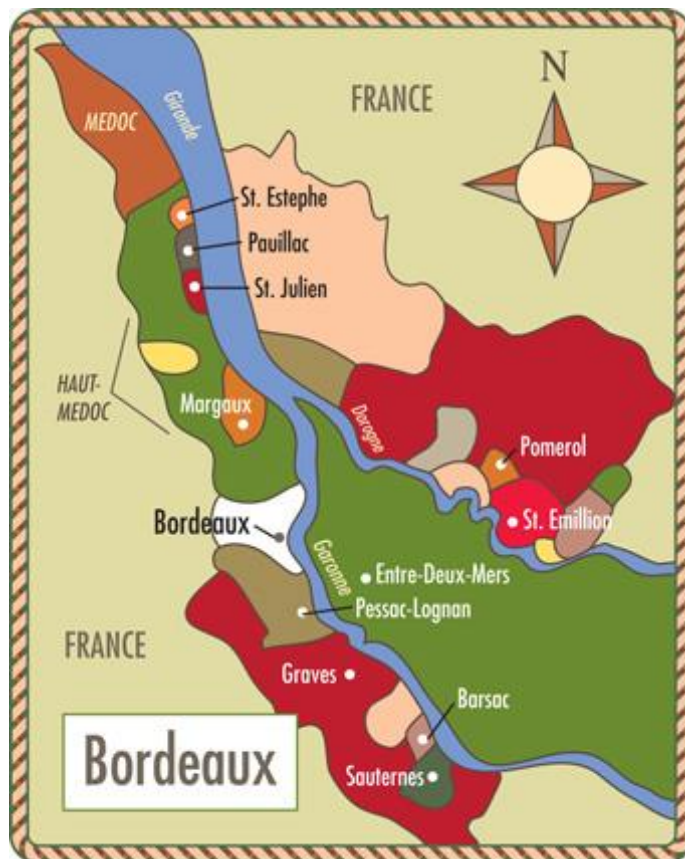 N
FRANCE
MEDOC
Gironde
St. Estephe
Pauillac
St. Julien
HAUT-
MEDOC
Margaux
Dorogne
Pomerol
St. Emillion
Bordeaux
Garonne
Entre-Deux-Mers
Pessac-Lognan
FRANCE
Graves
Barsac
Sauternes
Bordeaux